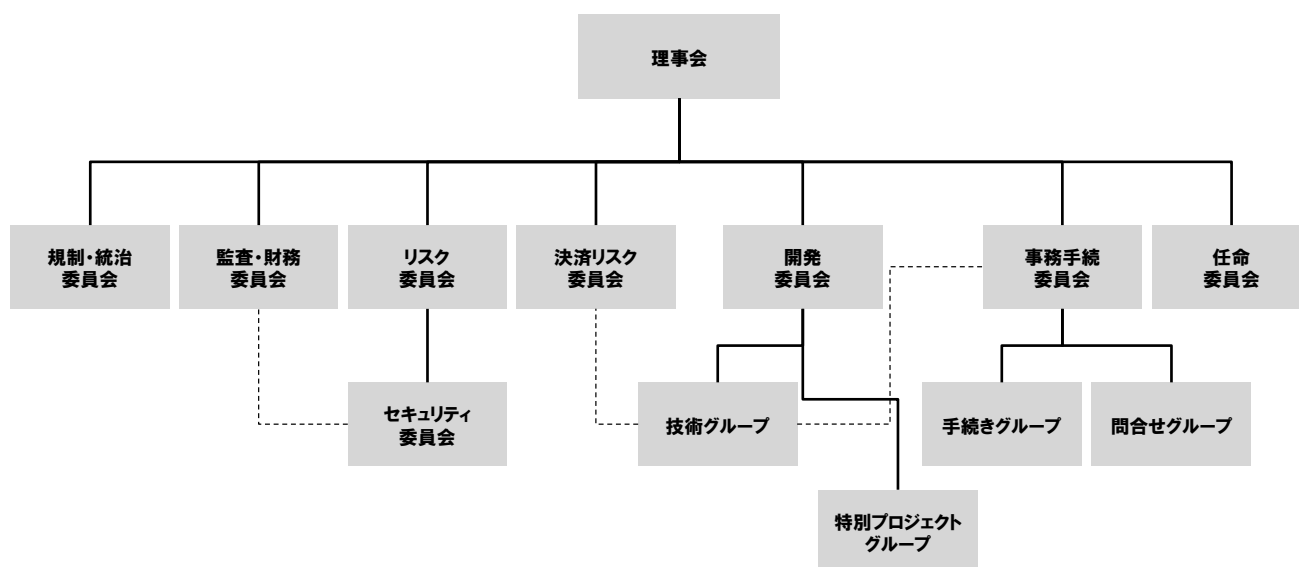 理事会
規制・統治
委員会
監査・財務
委員会
リスク
委員会
決済リスク
委員会
開発
委員会
事務手続
委員会
任命
委員会
セキュリティ
委員会
技術グループ
手続きグループ
問合せグループ
特別プロジェクト
グループ